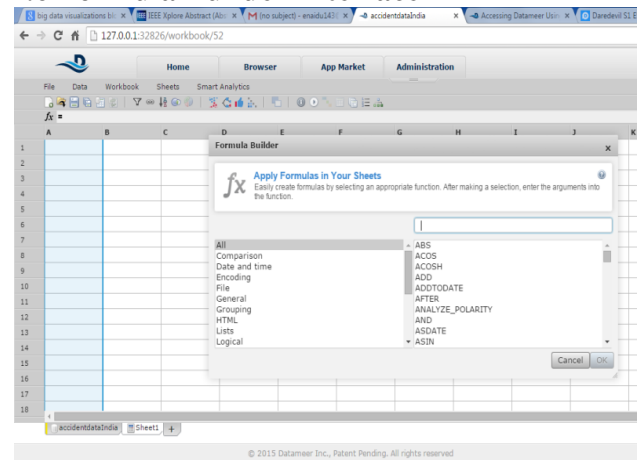 big data visualizations blo
IEEE Xplore Abstract (Abs
(no subject) - enaidu143
accidentdataIndia
Accessing Datameer Usin
Daredevil S1 E
127.0.0.1:32826/workbook/52
Home
Browser
App Market
Administration
File Data Workbook Sheets Smart Analytics
fx =
A B C D E F G H I J K
Formula Builder
x
fx
Apply Formulas in Your Sheets
Easily create formulas by selecting an appropriate function. After making a selection, enter the arguments into
the function.
All
Comparison
Date and time
Encoding
File
General
Grouping
HTML
Lists
Logical
ABS
ACOS
ACOSH
ADD
ADDTODATE
AFTER
ANALYZE_POLARITY
AND
ASDATE
ASIN
Cancel OK
1
2
3
4
5
6
7
8
9
10
11
12
13
14
15
16
17
18
accidentdataIndia Sheet1 +
© 2015 Datameer Inc., Patent Pending. All rights reserved